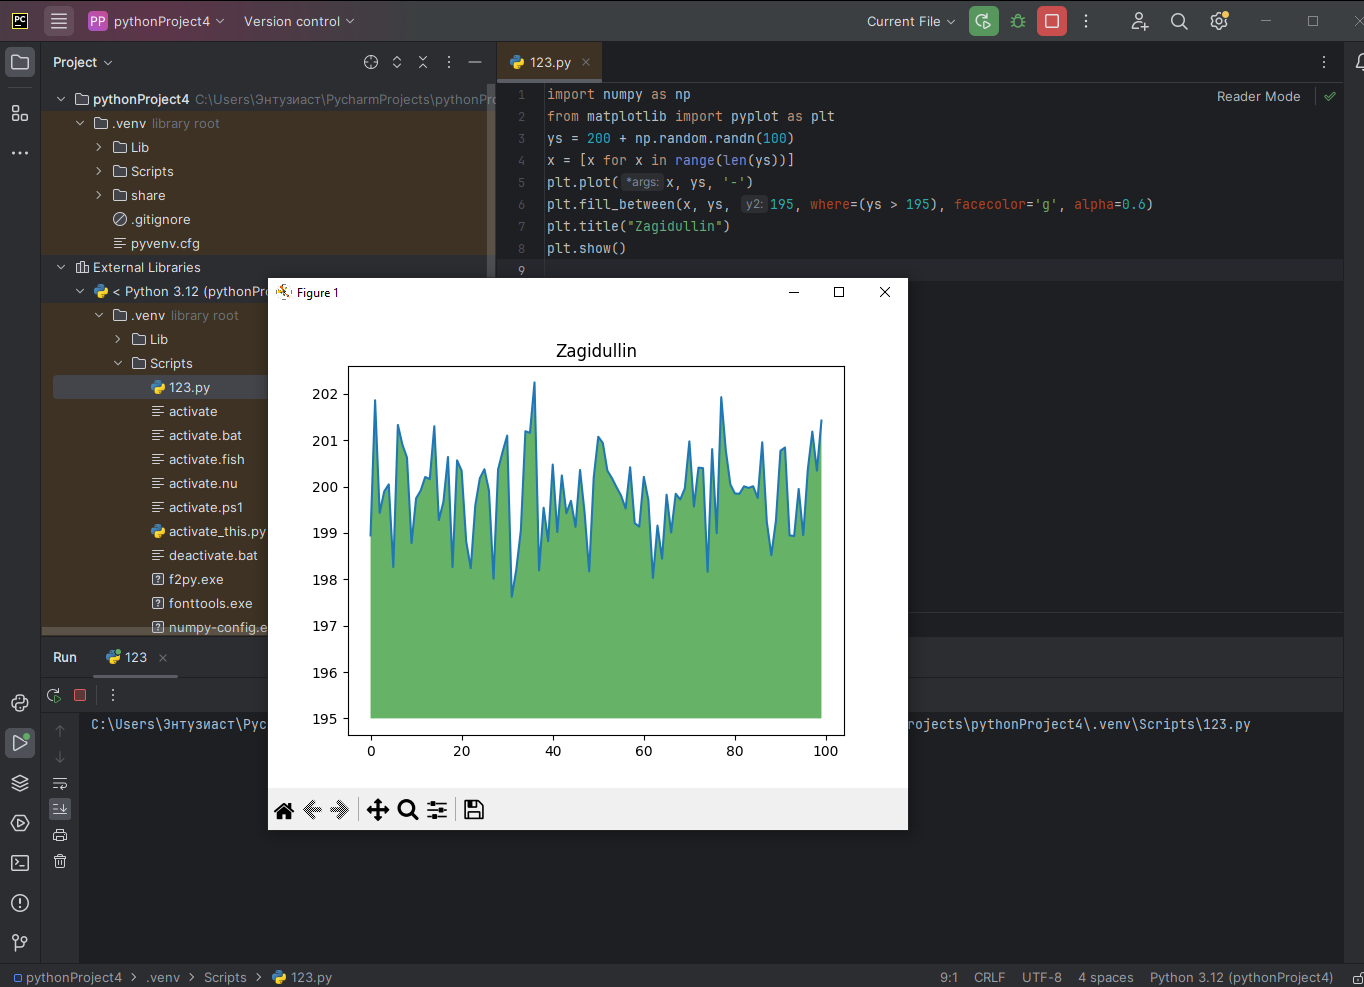 PC PP pythonProject4 Version control Current File
Project
123.py
pythonProject4 C:\Users\Энтузиаст\PycharmProjects\pythonPro
.venv library root
Lib
Scripts
share
.gitignore
pyvenv.cfg
External Libraries
< Python 3.12 (pythonPr
.venv library root
Lib
Scripts
123.py
activate
activate.bat
activate.fish
activate.nu
activate.ps1
activate_this.py
deactivate.bat
f2py.exe
fonttools.exe
numpy-config.e
Reader Mode
1 import numpy as np
2 from matplotlib import pyplot as plt
3 ys = 200 + np.random.randn(100)
4 x = [x for x in range(len(ys))]
5 plt.plot( *args: x, ys, '-')
6 plt.fill_between(x, ys, y2: 195, where=(ys > 195), facecolor='g', alpha=0.6)
7 plt.title("Zagidullin")
8 plt.show()
9
Figure 1
Zagidullin
202
201
200
199
198
197
196
195
0 20 40 60 80 100
Run 123
C:\Users\Энтузиаст\Pyc rojects\pythonProject4\.venv\Scripts\123.py
pythonProject4 > .venv > Scripts > 123.py 9:1 CRLF UTF-8 4 spaces Python 3.12 (pythonProject4)